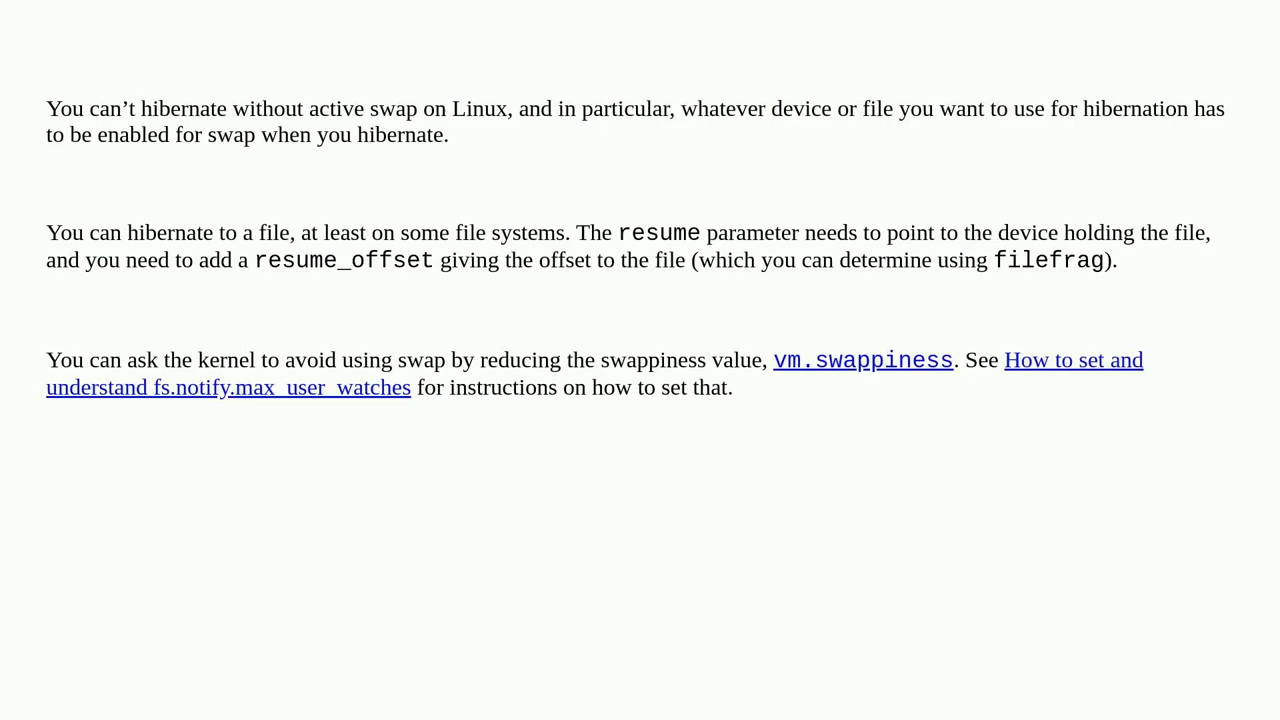 You can’t hibernate without active swap on Linux, and in particular, whatever device or file you want to use for hibernation has
to be enabled for swap when you hibernate.
You can hibernate to a file, at least on some file systems. The resume parameter needs to point to the device holding the file,
and you need to add a resume_offset giving the offset to the file (which you can determine using filefrag).
You can ask the kernel to avoid using swap by reducing the swappiness value, vm.swappiness. See How to set and
understand fs.notify.max_user_watches for instructions on how to set that.